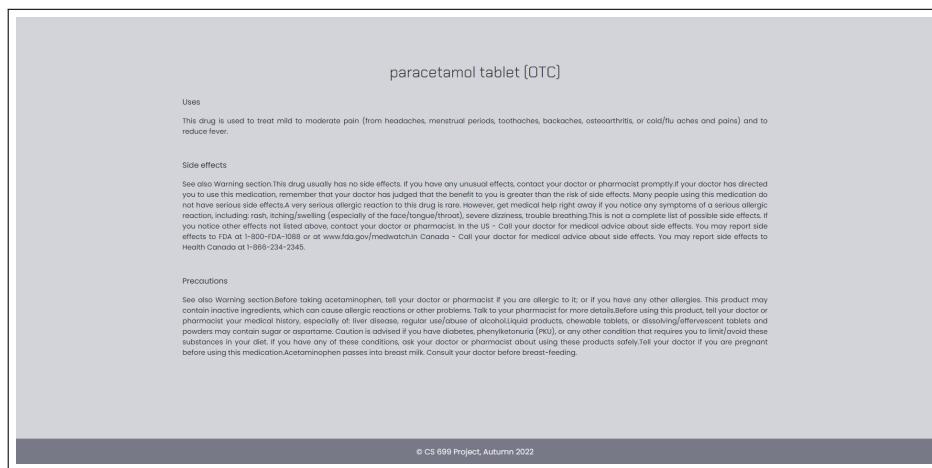 paracetamol tablet (OTC)
Uses
This drug is used to treat mild to moderate pain (from headaches, menstrual periods, toothaches, backaches, osteoarthritis, or cold/flu aches and pains) and to
reduce fever.
Side effects
See also Warning section.This drug usually has no side effects. If you have any unusual effects, contact your doctor or pharmacist promptly.If your doctor has directed
you to use this medication, remember that your doctor has judged that the benefit to you is greater than the risk of side effects. Many people using this medication do
not have serious side effects.A very serious allergic reaction to this drug is rare. However, get medical help right away if you notice any symptoms of a serious allergic
reaction, including: rash, itching/swelling (especially of the face/tongue/throat), severe dizziness, trouble breathing.This is not a complete list of possible side effects. If
you notice other effects not listed above, contact your doctor or pharmacist. In the US - Call your doctor for medical advice about side effects. You may report side
effects to FDA at 1-800-FDA-1088 or at www.fda.gov/medwatch.In Canada - Call your doctor for medical advice about side effects. You may report side effects to
Health Canada at 1-866-234-2345.
Precautions
See also Warning section.Before taking acetaminophen, tell your doctor or pharmacist if you are allergic to it; or if you have any other allergies. This product may
contain inactive ingredients, which can cause allergic reactions or other problems. Talk to your pharmacist for more details.Before using this product, tell your doctor or
pharmacist your medical history, especially of: liver disease, regular use/abuse of alcohol.Liquid products, chewable tablets, or dissolving/effervescent tablets and
powders may contain sugar or aspartame. Caution is advised if you have diabetes, phenylketonuria (PKU), or any other condition that requires you to limit/avoid these
substances in your diet. If you have any of these conditions, ask your doctor or pharmacist about using these products safely.Tell your doctor if you are pregnant
before using this medication.Acetaminophen passes into breast milk. Consult your doctor before breast-feeding.
© CS 699 Project, Autumn 2022